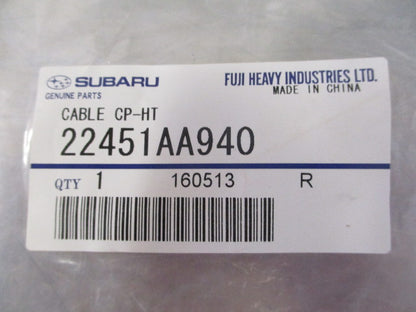 SUBARU FUJI HEAVY INDUSTRIES LTD.
GENUINE PARTS MADE IN CHINA
CABLE CP-HT
22451AA940
QTY 1 160513 R